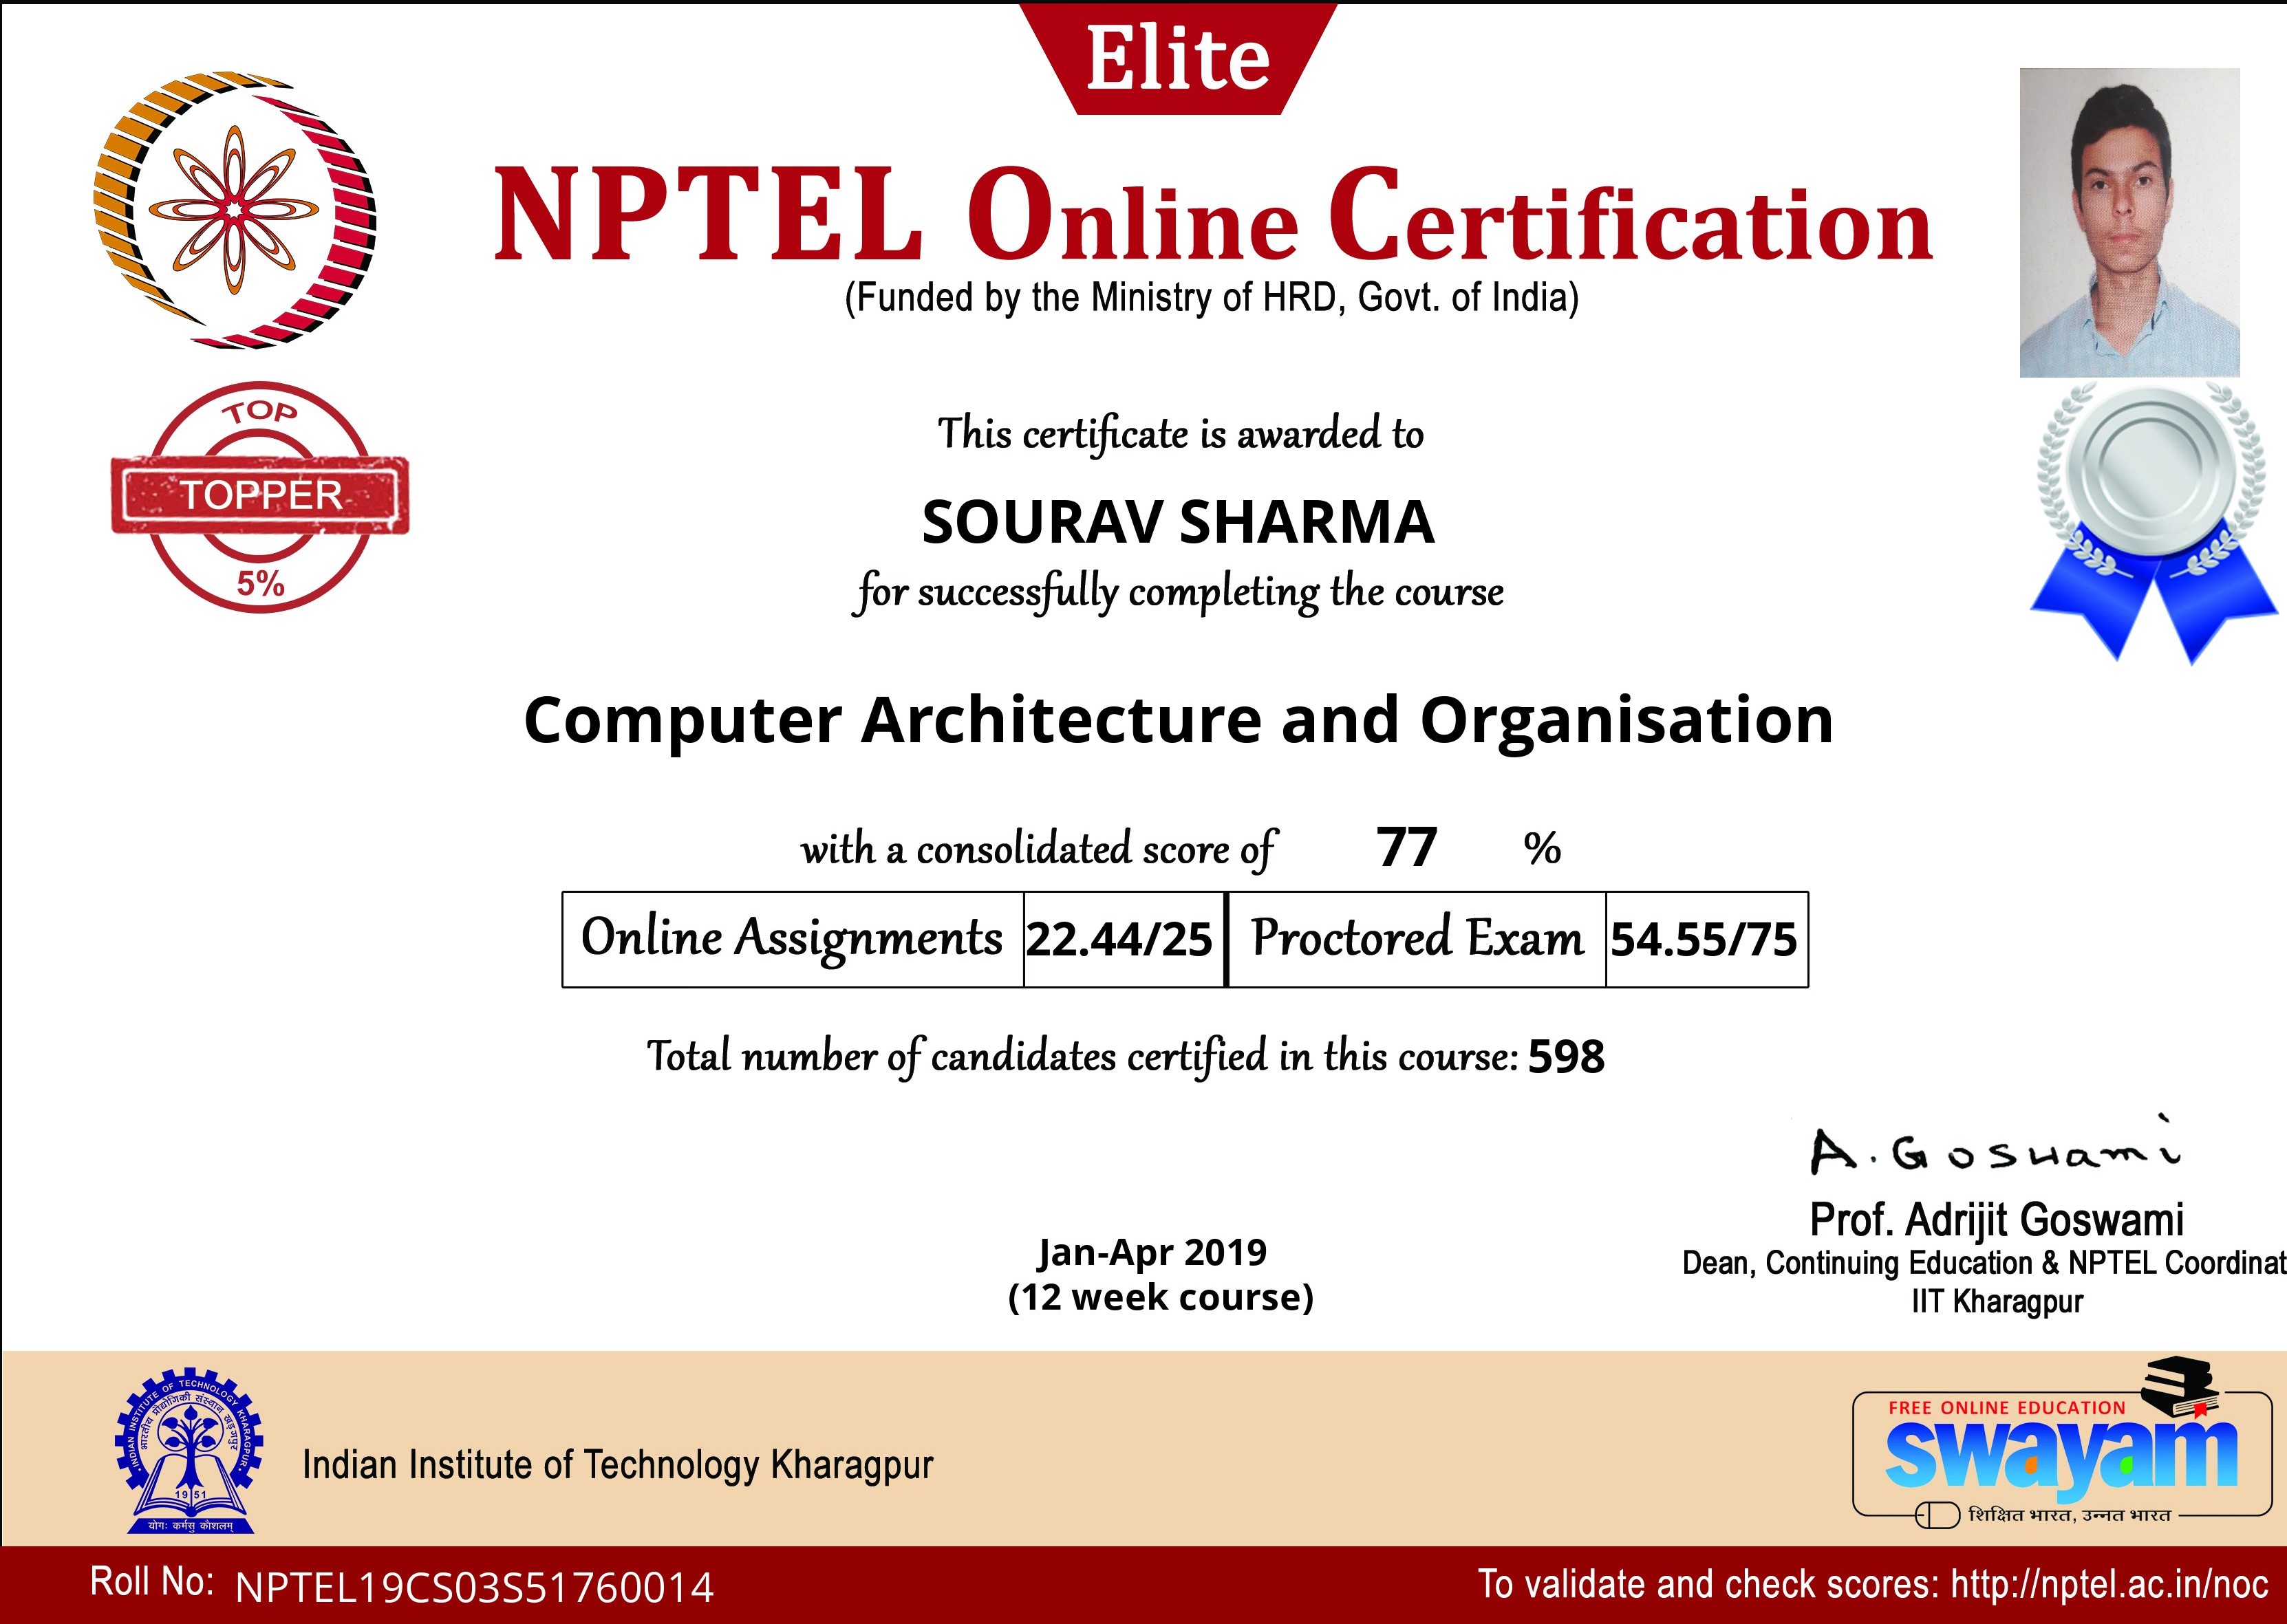 Elite
NPTEL Online Certification
(Funded by the Ministry of HRD, Govt. of India)
TOP
TOPPER
5%
This certificate is awarded to
SOURAV SHARMA
for successfully completing the course
Computer Architecture and Organisation
with a consolidated score of 77 %
Online Assignments 22.44/25 Proctored Exam 54.55/75
Total number of candidates certified in this course: 598
A. Goswami
Prof. Adrijit Goswami
Dean, Continuing Education & NPTEL Coordinat
IIT Kharagpur
Jan-Apr 2019
(12 week course)
INDIAN INSTITUTE OF TECHNOLOGY KHARAGPUR
भारतीय प्रौद्योगिकी संस्थान खड़गपुर
1951
योगः कर्मसु कौशलम्
Indian Institute of Technology Kharagpur
FREE ONLINE EDUCATION
swayam
शिक्षित भारत, उन्नत भारत
Roll No: NPTEL19CS03S51760014
To validate and check scores: http://nptel.ac.in/noc